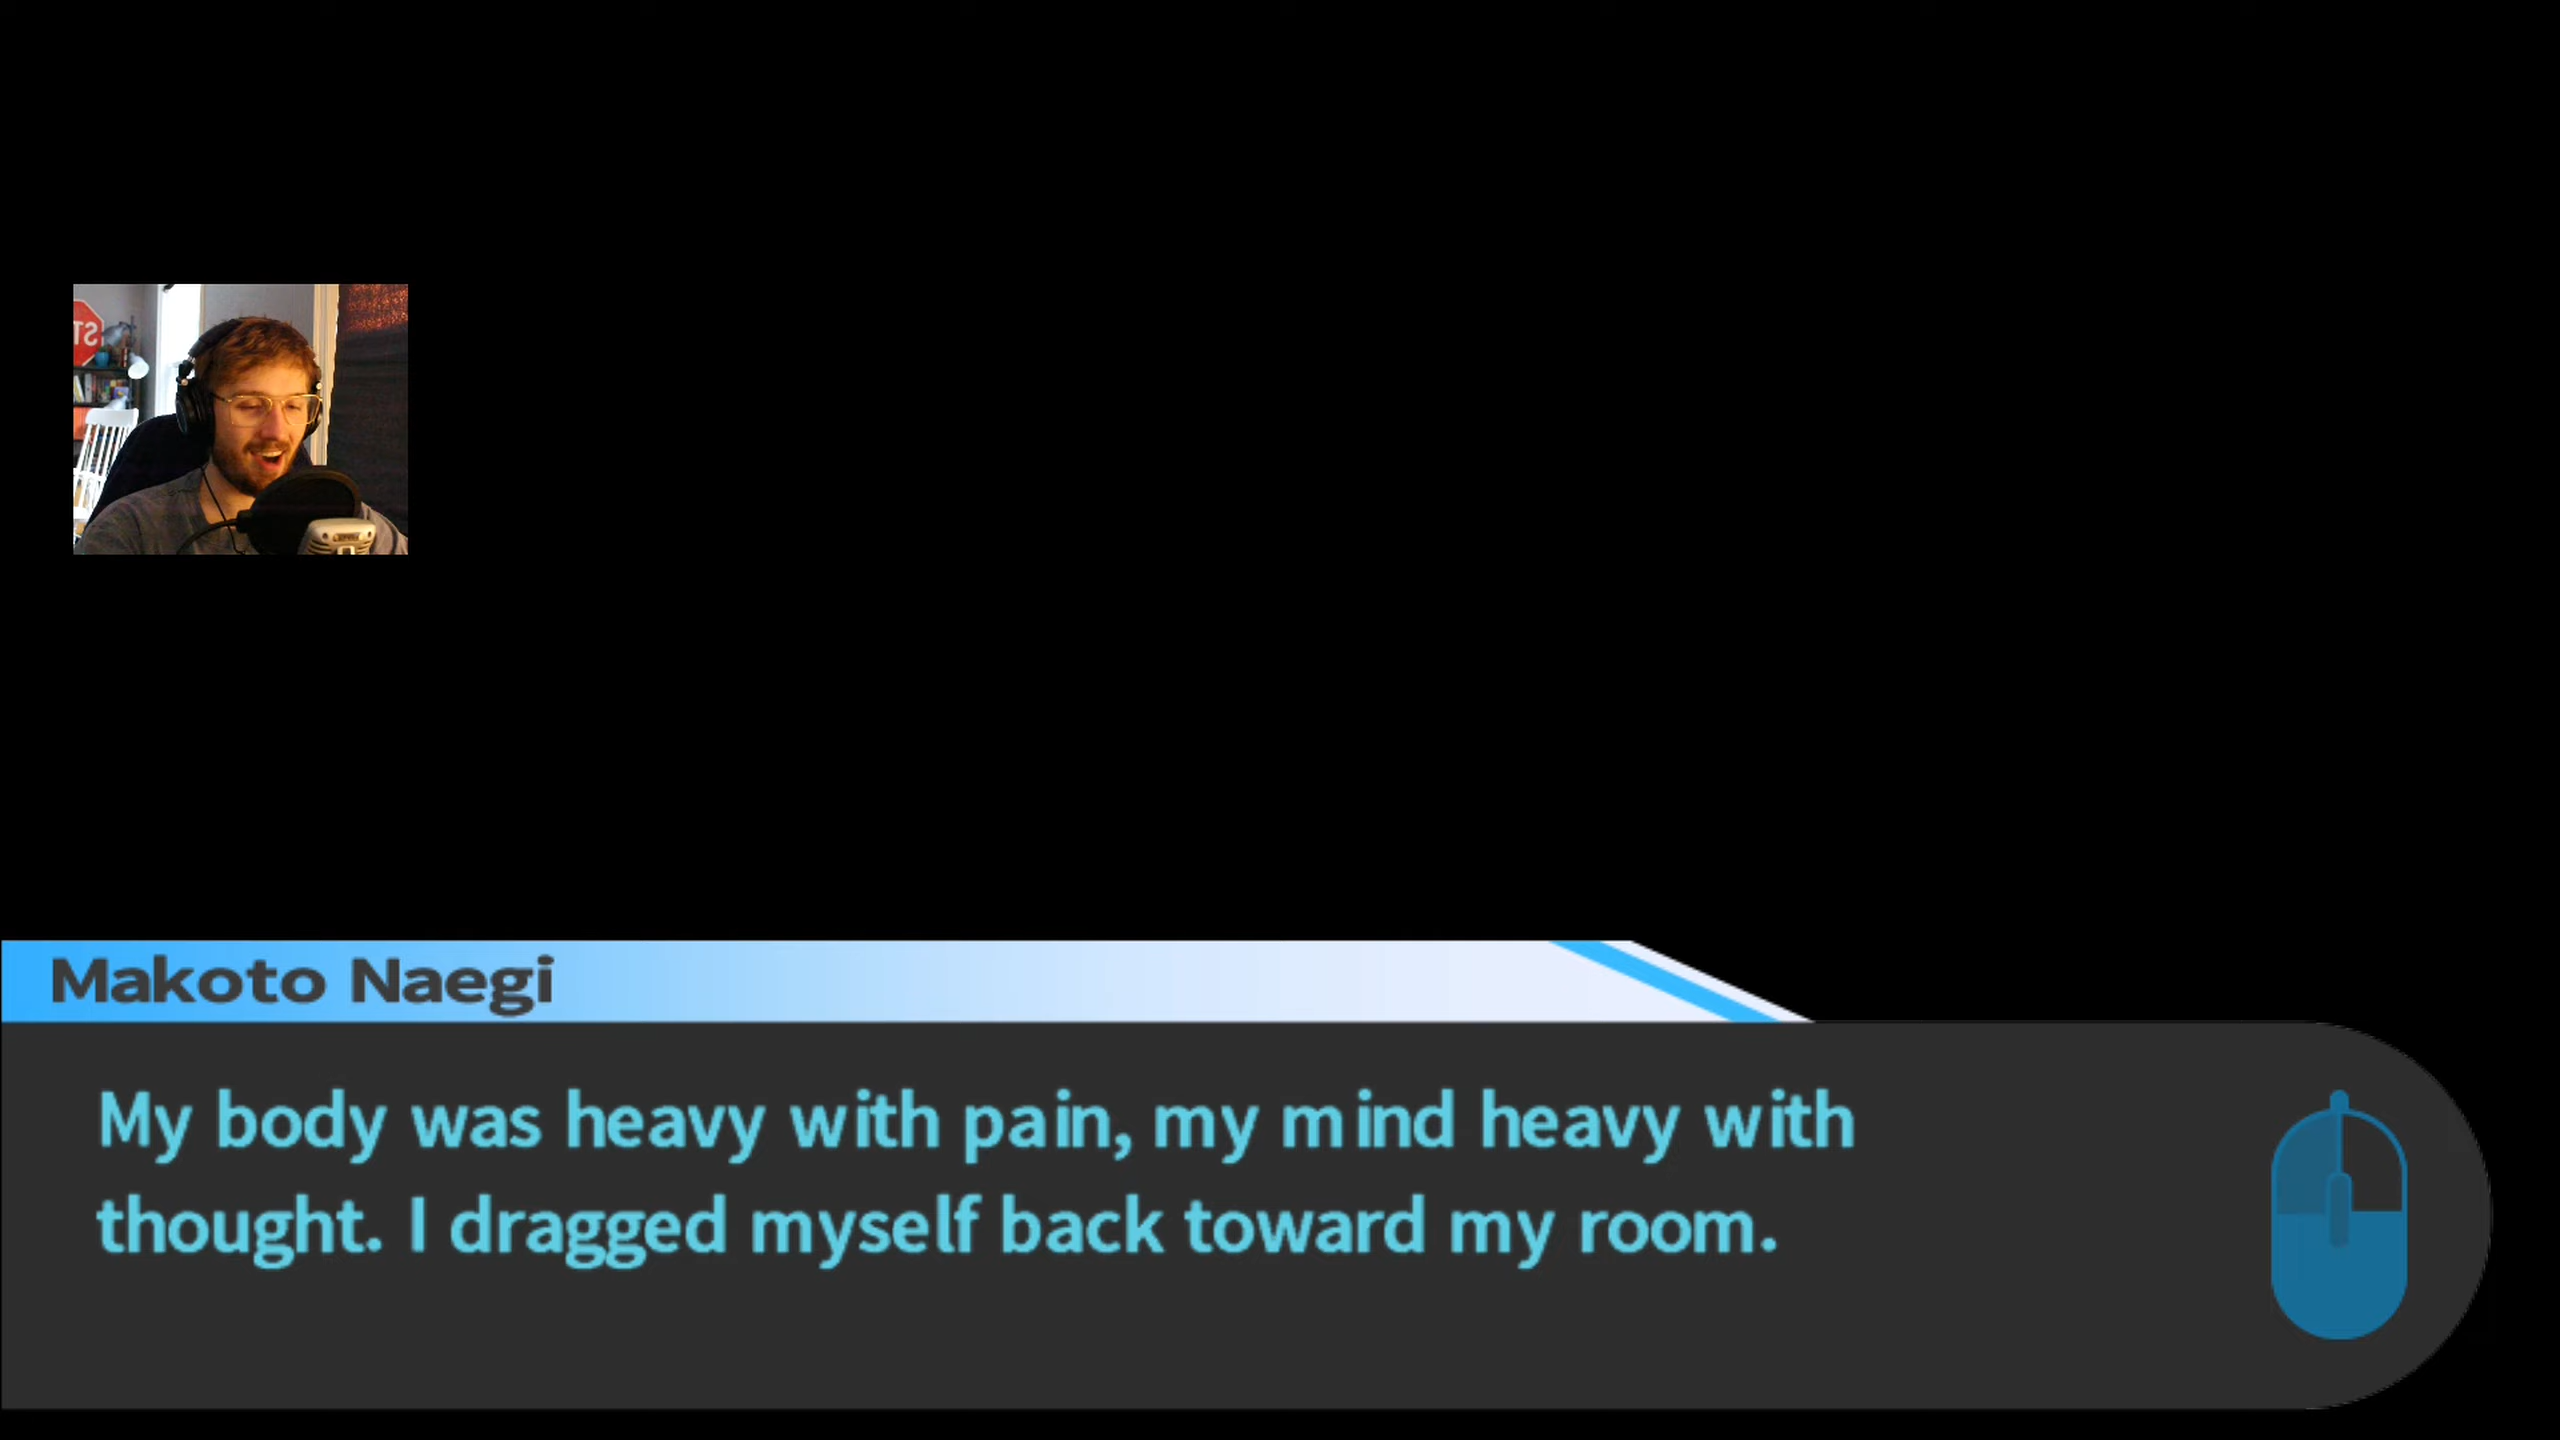 Makoto Naegi
My body was heavy with pain, my mind heavy with
thought. I dragged myself back toward my room.